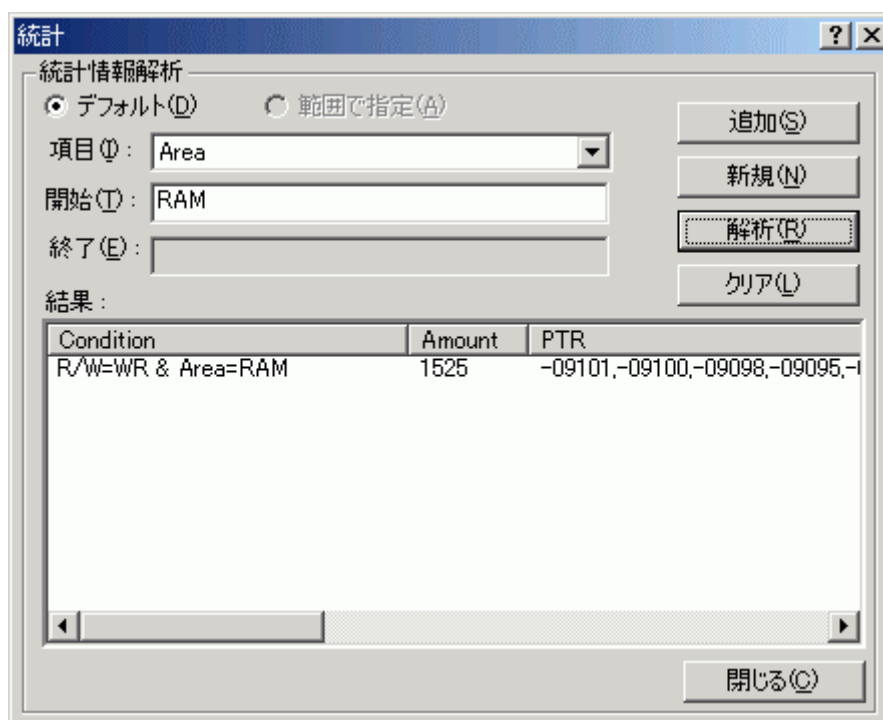 統計
統計情報解析
デフォルト(D) 範囲で指定(A)
追加(S)
項目(I): Area
新規(N)
開始(T): RAM
解析(R)
終了(E):
クリア(L)
結果:
Condition Amount PTR
R/W=WR & Area=RAM 1525 -09101,-09100,-09098,-09095,-
閉じる(C)